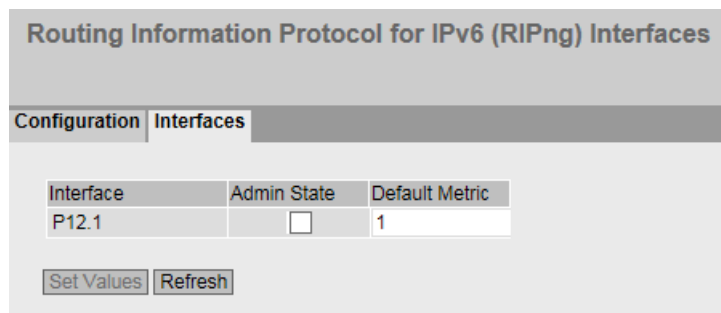 Routing Information Protocol for IPv6 (RIPng) Interfaces
Configuration Interfaces
Interface Admin State Default Metric
P12.1 1
Set Values Refresh